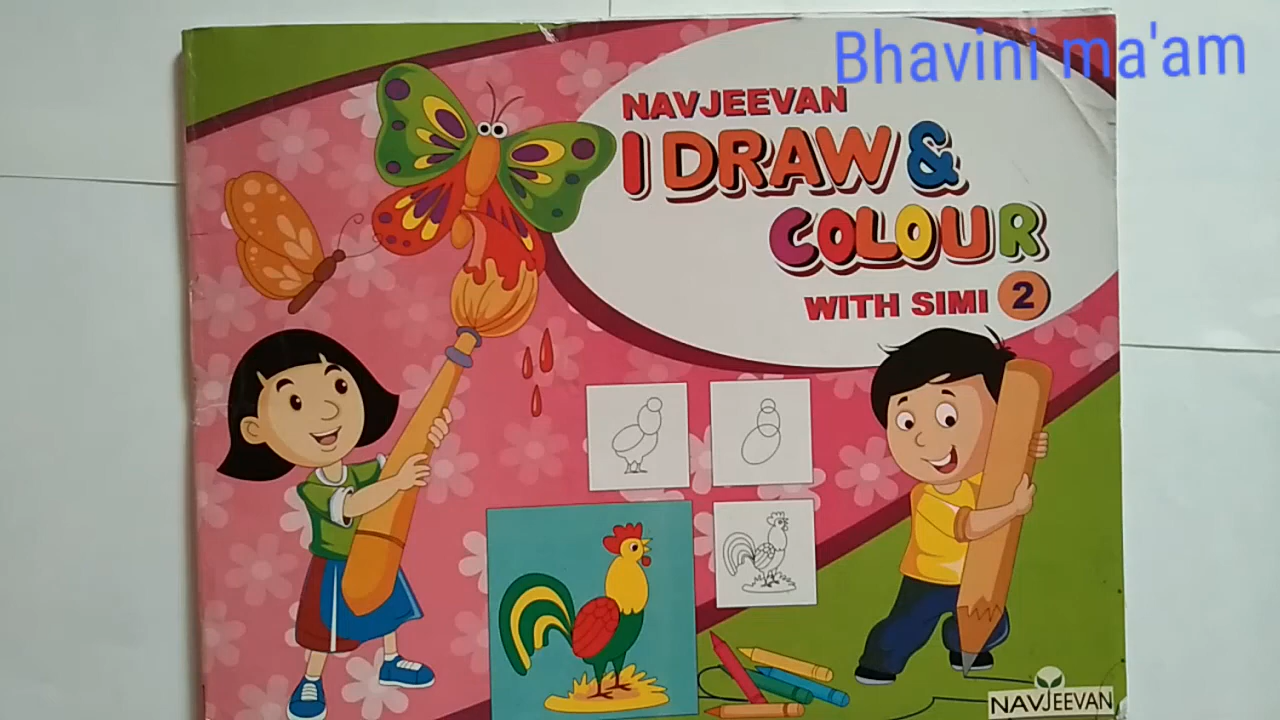 Bhavini ma'am
NAVJEEVAN
I DRAW &
COLOUR
WITH SIMI 2
NAVJEEVAN